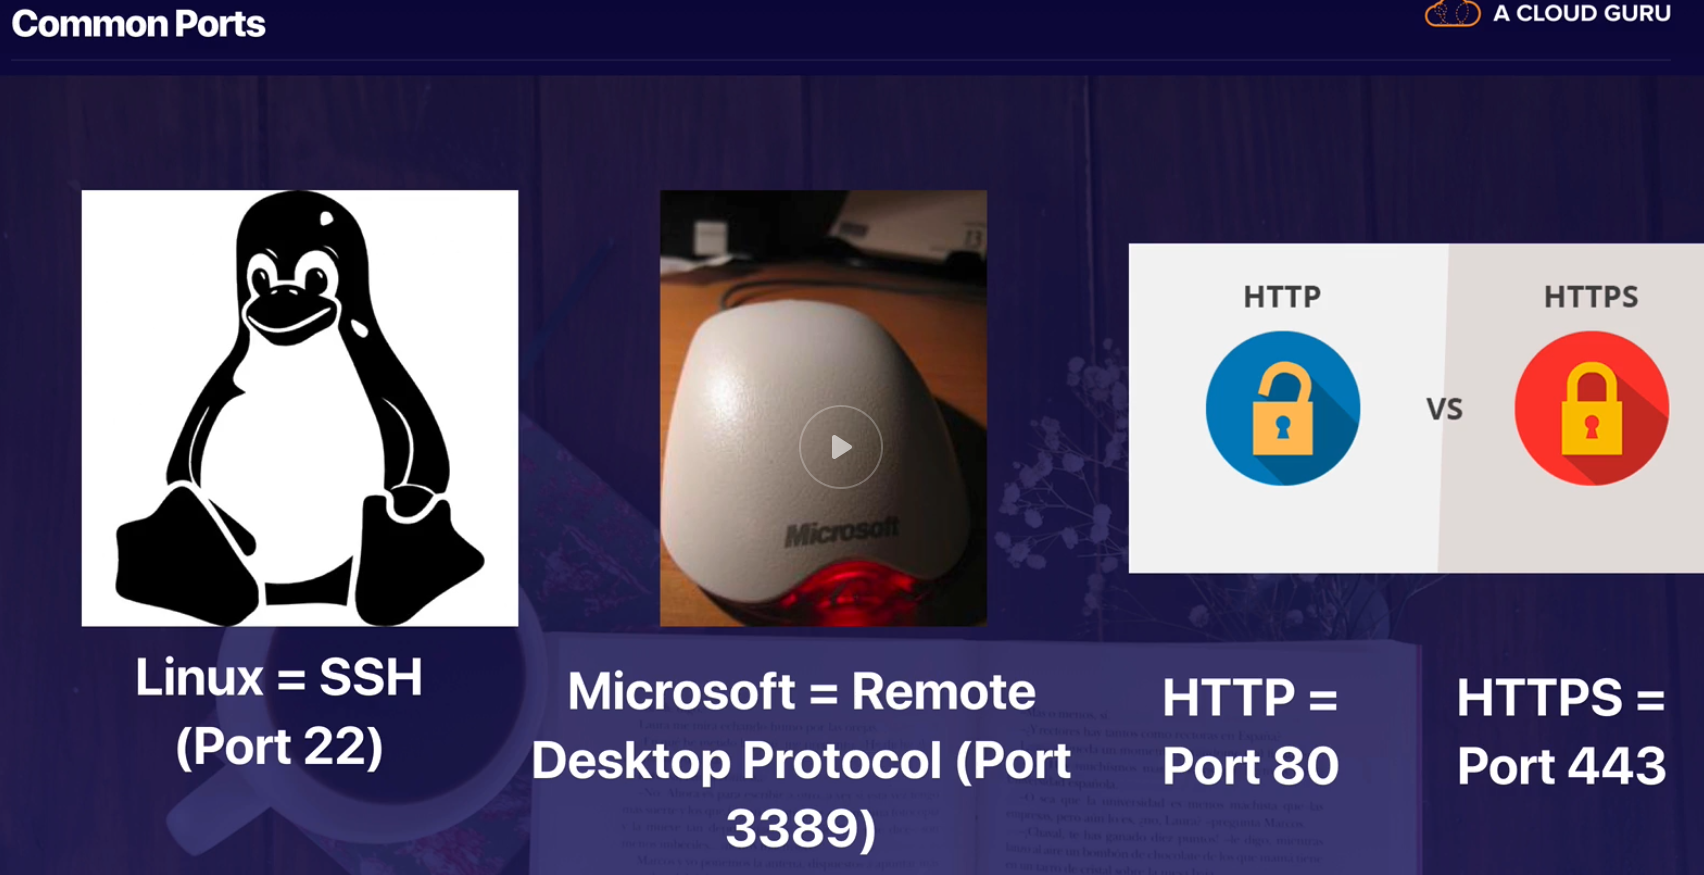 Common Ports
A CLOUD GURU
Microsoft
HTTP
VS
HTTPS
Linux = SSH
(Port 22)
Microsoft = Remote
Desktop Protocol (Port
3389)
HTTP =
Port 80
HTTPS =
Port 443